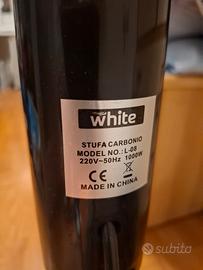 white
STUFA CARBONIO
MODEL NO.: L-08
220V~50Hz 1000W
CE
MADE IN CHINA
subito